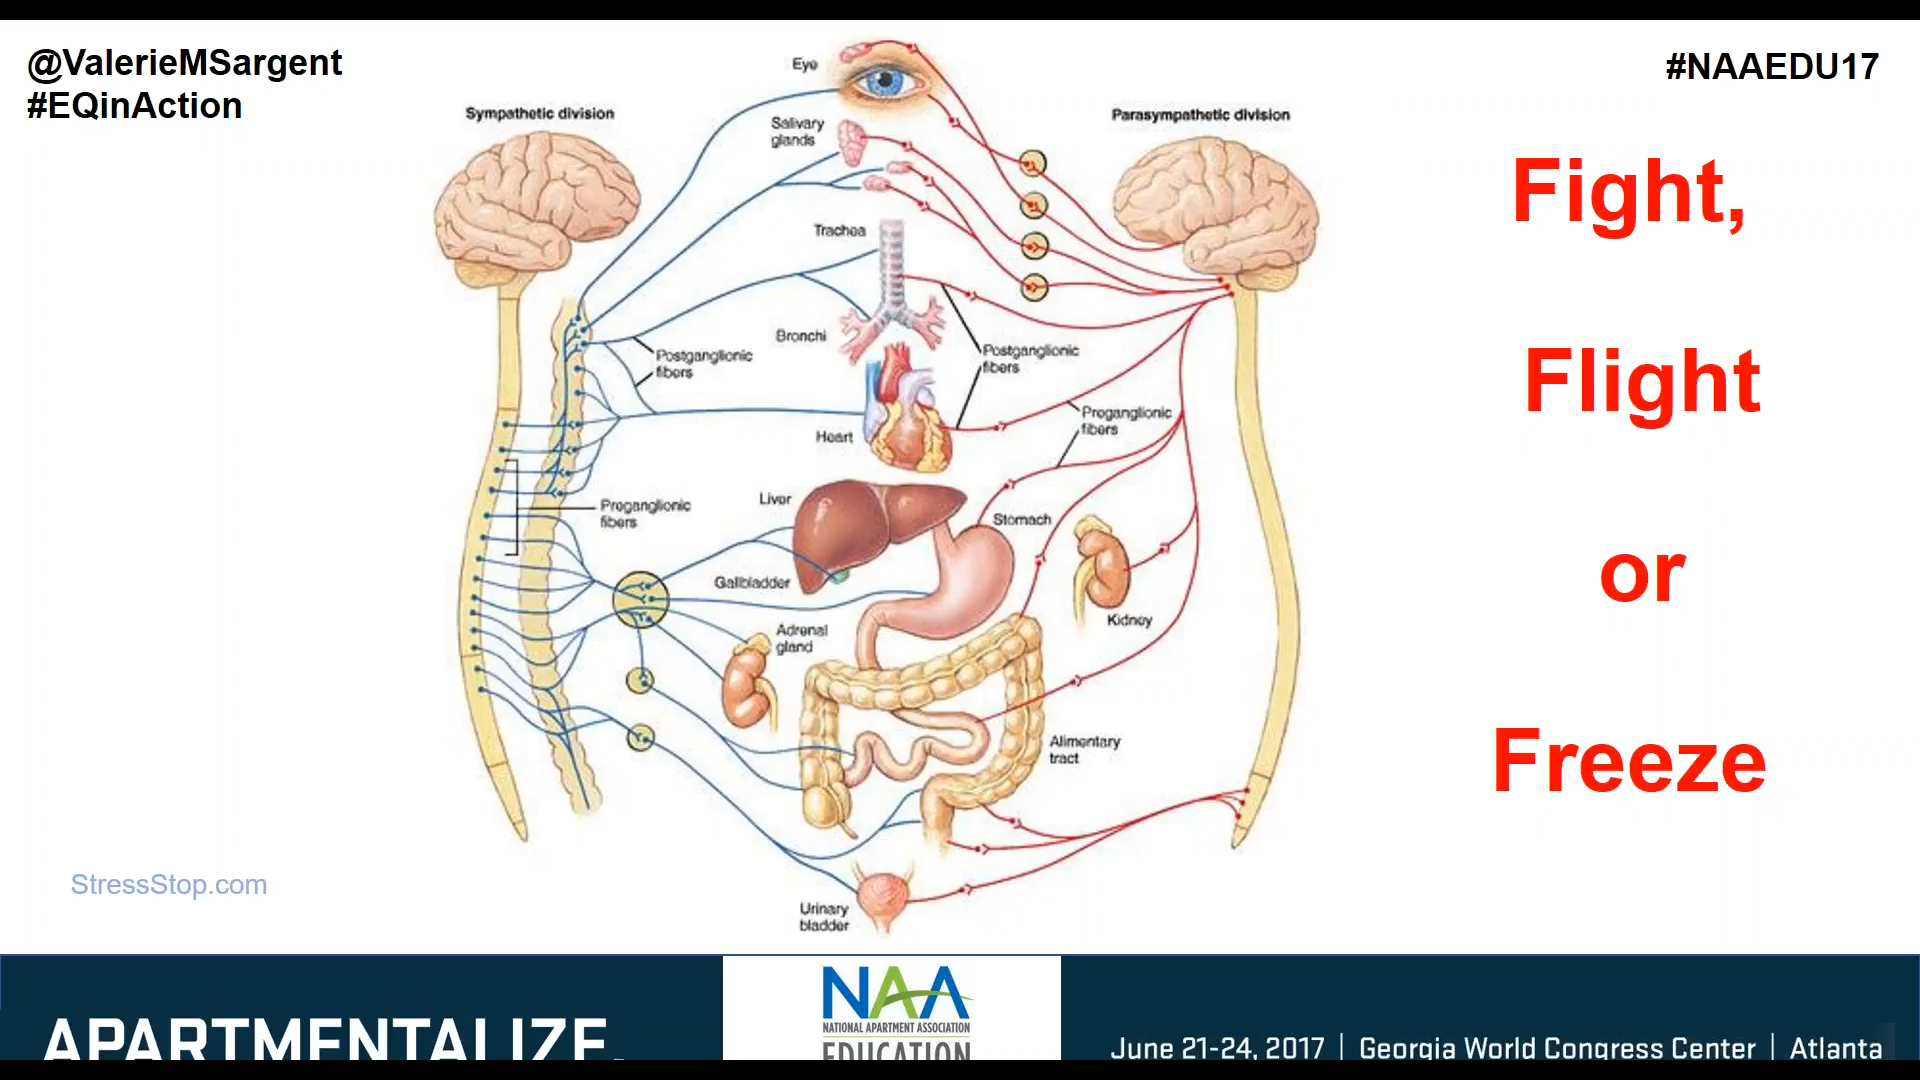 @ValerieMSargent
#EQinAction
#NAAEDU17
Sympathetic division
Parasympathetic division
Eye
Salivary
glands
Trachea
Bronchi
Postganglionic
fibers
Postganglionic
fibers
Preganglionic
fibers
Heart
Liver
Stomach
Preganglionic
fibers
Gallbladder
Adrenal
gland
Kidney
Alimentary
tract
Urinary
bladder
Fight,
Flight
or
Freeze
StressStop.com
APARTMENTALIZE.
NAA
NATIONAL APARTMENT ASSOCIATION
EDUCATION
June 21-24, 2017 | Georgia World Congress Center | Atlanta